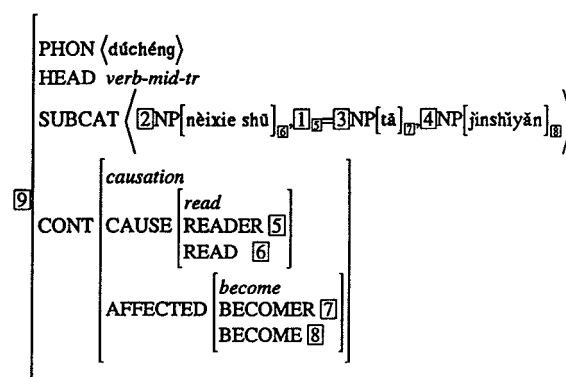 PHON ⟨dúchéng⟩
HEAD verb-mid-tr
SUBCAT ⟨ [2]NP[nèixie shū][6],[1][5]=[3]NP[tā][7],[4]NP[jìnshìyǎn][8] ⟩
causation
read
[9]
CONT CAUSE READER [5]
READ [6]
become
AFFECTED BECOMER [7]
BECOME [8]